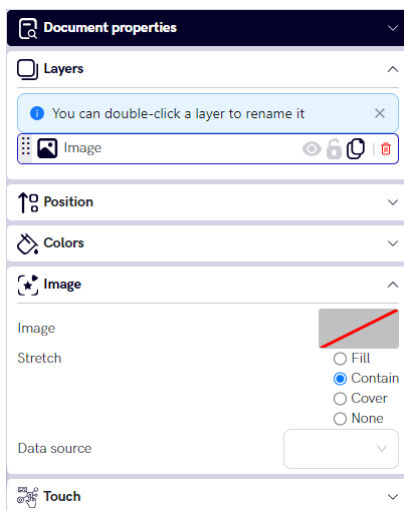 Document properties
Layers
You can double-click a layer to rename it
Image
Position
Colors
Image
Image
Stretch
Fill
Contain
Cover
None
Data source
Touch